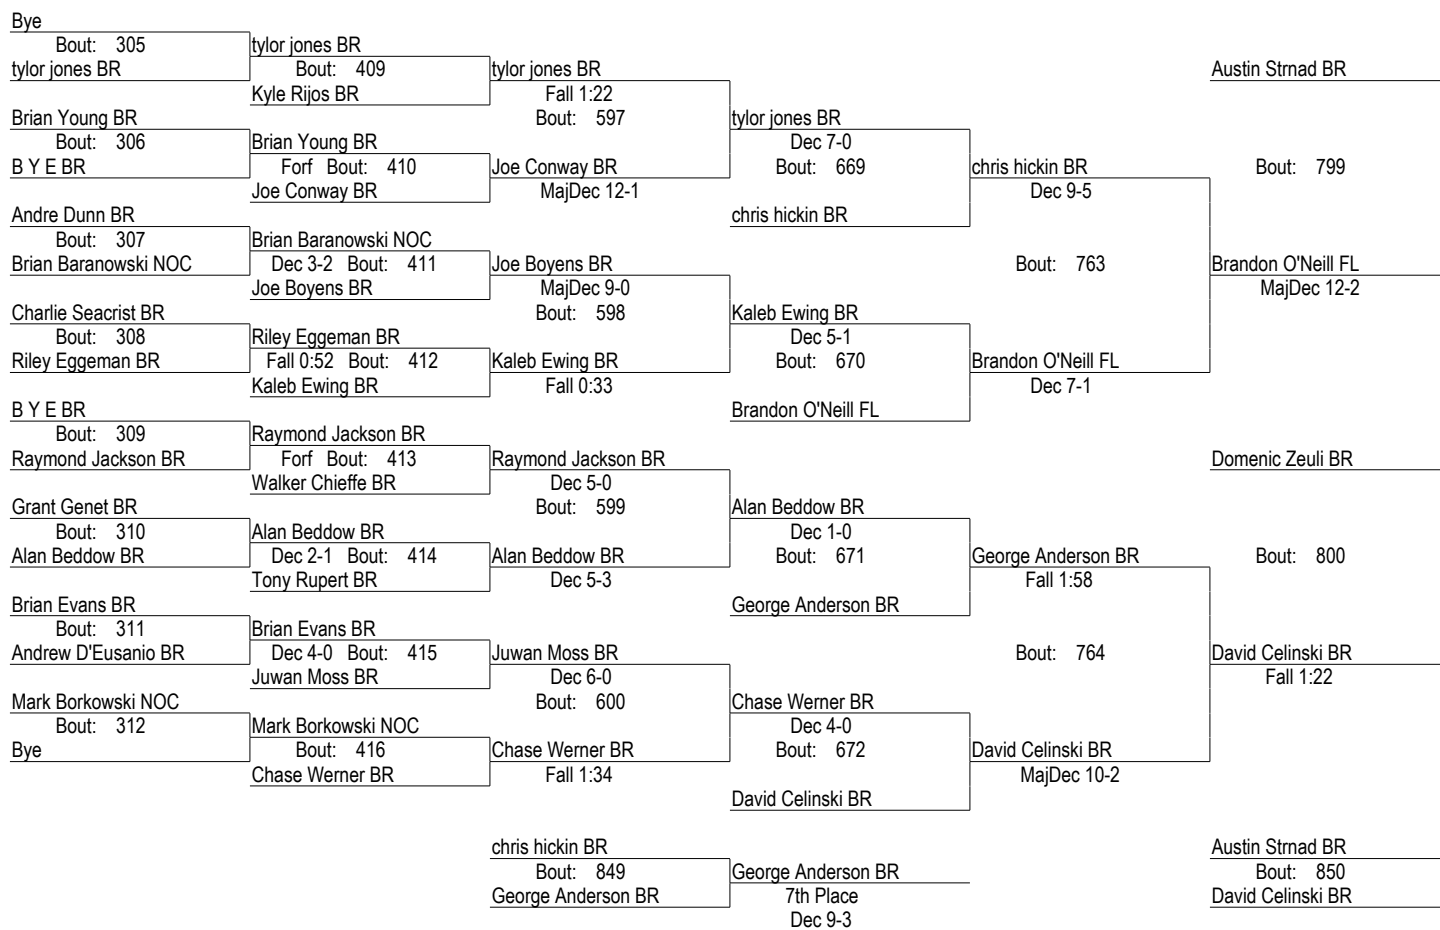 Bye
Bout: 305 tylor jones BR
tylor jones BR Bout: 409 tylor jones BR Austin Strnad BR
Kyle Rijos BR Fall 1:22
Brian Young BR Bout: 597 tylor jones BR
Bout: 306 Brian Young BR Dec 7-0
B Y E BR Forf Bout: 410 Joe Conway BR Bout: 669 chris hickin BR Bout: 799
Joe Conway BR MajDec 12-1 Dec 9-5
Andre Dunn BR chris hickin BR
Bout: 307 Brian Baranowski NOC
Brian Baranowski NOC Dec 3-2 Bout: 411 Joe Boyens BR Bout: 763 Brandon O'Neill FL
Joe Boyens BR MajDec 9-0 MajDec 12-2
Charlie Seacrist BR Bout: 598 Kaleb Ewing BR
Bout: 308 Riley Eggeman BR Dec 5-1
Riley Eggeman BR Fall 0:52 Bout: 412 Kaleb Ewing BR Bout: 670 Brandon O'Neill FL
Kaleb Ewing BR Fall 0:33 Dec 7-1
B Y E BR Brandon O'Neill FL
Bout: 309 Raymond Jackson BR
Raymond Jackson BR Forf Bout: 413 Raymond Jackson BR Domenic Zeuli BR
Walker Chieffe BR Dec 5-0
Grant Genet BR Bout: 599 Alan Beddow BR
Bout: 310 Alan Beddow BR Dec 1-0
Alan Beddow BR Dec 2-1 Bout: 414 Alan Beddow BR Bout: 671 George Anderson BR Bout: 800
Tony Rupert BR Dec 5-3 Fall 1:58
Brian Evans BR George Anderson BR
Bout: 311 Brian Evans BR
Andrew D'Eusanio BR Dec 4-0 Bout: 415 Juwan Moss BR Bout: 764 David Celinski BR
Juwan Moss BR Dec 6-0 Fall 1:22
Mark Borkowski NOC Bout: 600 Chase Werner BR
Bout: 312 Mark Borkowski NOC Dec 4-0
Bye Bout: 416 Chase Werner BR Bout: 672 David Celinski BR
Chase Werner BR Fall 1:34 MajDec 10-2
David Celinski BR
chris hickin BR Austin Strnad BR
Bout: 849 George Anderson BR Bout: 850
George Anderson BR 7th Place David Celinski BR
Dec 9-3